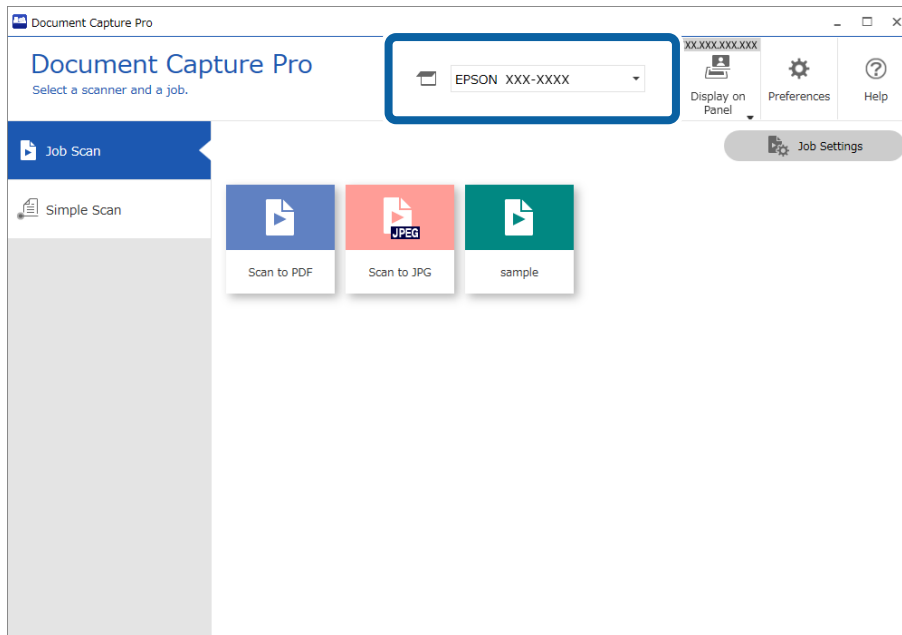 Document Capture Pro
Document Capture Pro
Select a scanner and a job.
EPSON XXX-XXXX
XX.XXX.XXX.XXX
Display on
Panel
Preferences
Help
Job Scan
Job Settings
Simple Scan
JPEG
Scan to PDF
Scan to JPG
sample